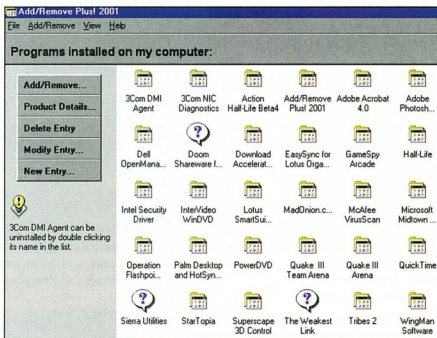 Add/Remove Plus! 2001
File Add/Remove View Help
Programs installed on my computer:
Add/Remove...
Product Details...
Delete Entry
Modify Entry...
New Entry...
3Com DMI Agent can be
uninstalled by double clicking
its name in the list.
3Com DMI
Agent
3Com NIC
Diagnostics
Action
Half-Life Beta4
Add/Remove
Plus! 2001
Adobe Acrobat
4.0
Adobe
Photosh...
Dell
OpenMana...
Doom
Shareware f...
Download
Accelerat...
EasySync for
Lotus Orga...
GameSpy
Arcade
Half-Life
Intel Security
Driver
InterVideo
WinDVD
Lotus
SmartSui...
MadOnion.c...
McAfee
VirusScan
Microsoft
Midtown ...
Operation
Flashpoi...
Palm Desktop
and HotSyn...
PowerDVD
Quake III
Team Arena
Quake III
Arena
QuickTime
Sierra Utilities
StarTopia
Superscape
3D Control
The Weakest
Link
Tribes 2
WingMan
Software